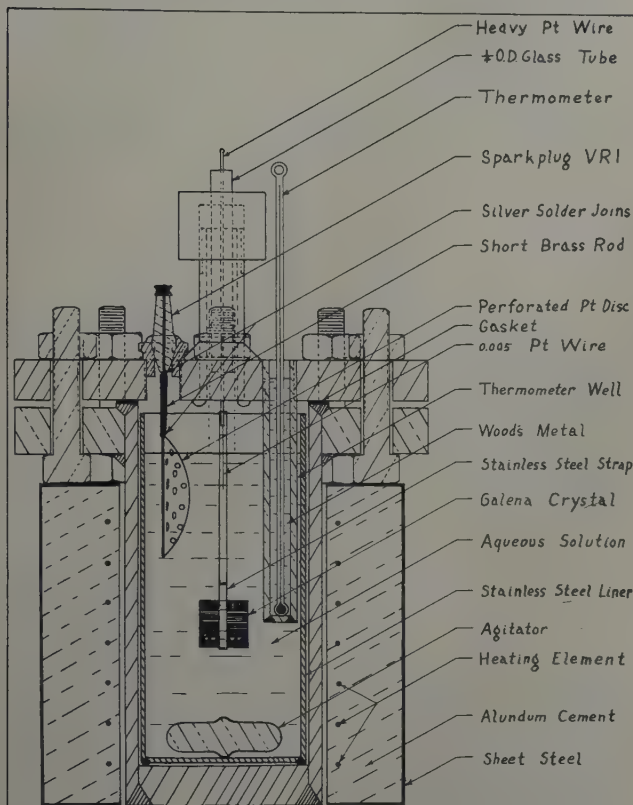 Heavy Pt Wire
¼ O.D. Glass Tube
Thermometer
Sparkplug VR1
Silver Solder Joins
Short Brass Rod
Perforated Pt Disc
Gasket
0.005 Pt Wire
Thermometer Well
Woods Metal
Stainless Steel Strap
Galena Crystal
Aqueous Solution
Stainless Steel Liner
Agitator
Heating Element
Alundum Cement
Sheet Steel